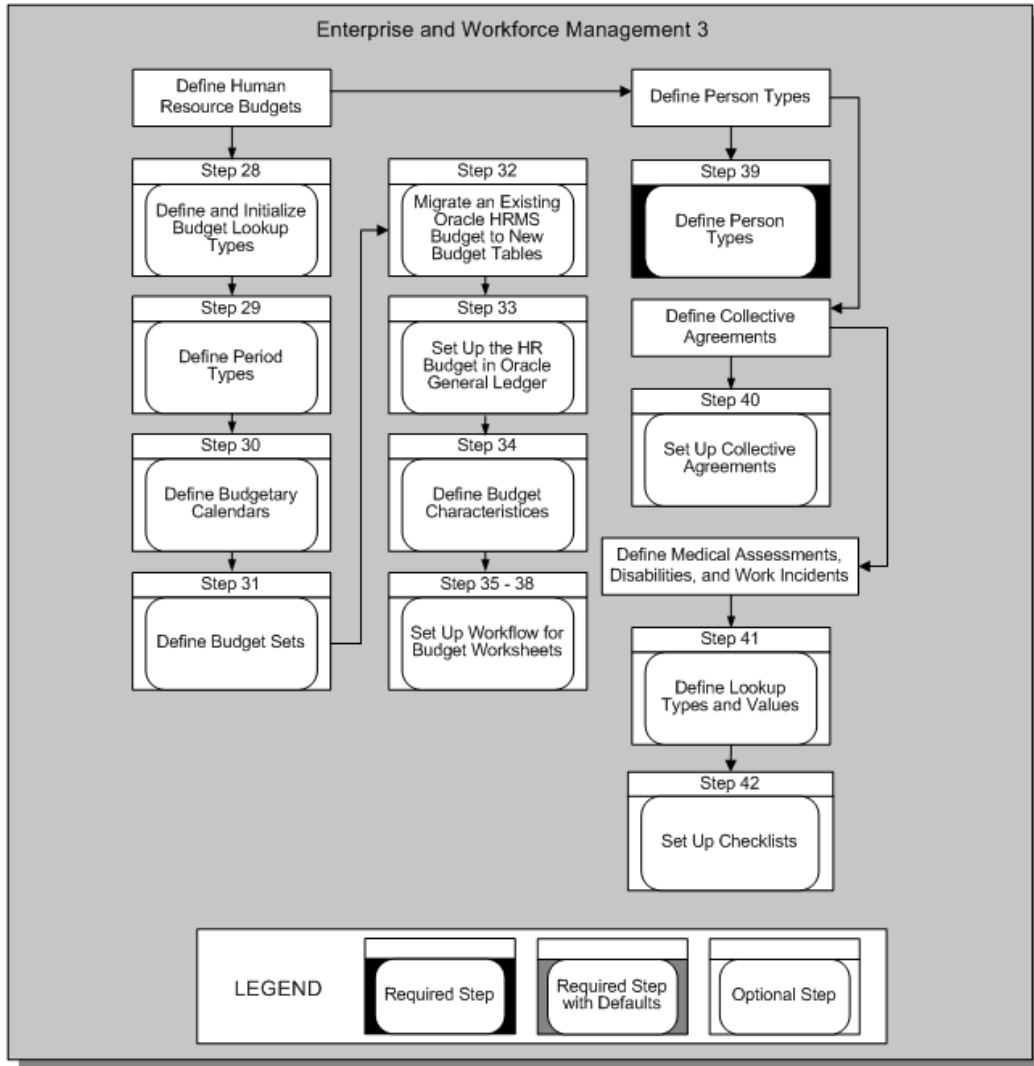 Enterprise and Workforce Management 3
Define Human
Resource Budgets
Step 28
Define and Initialize
Budget Lookup
Types
Step 29
Define Period
Types
Step 30
Define Budgetary
Calendars
Step 31
Define Budget Sets
Step 32
Migrate an Existing
Oracle HRMS
Budget to New
Budget Tables
Step 33
Set Up the HR
Budget in Oracle
General Ledger
Step 34
Define Budget
Characteristices
Step 35 - 38
Set Up Workflow for
Budget Worksheets
Define Person Types
Step 39
Define Person
Types
Define Collective
Agreements
Step 40
Set Up Collective
Agreements
Define Medical Assessments,
Disabilities, and Work Incidents
Step 41
Define Lookup
Types and Values
Step 42
Set Up Checklists
LEGEND
Required Step
Required Step
with Defaults
Optional Step